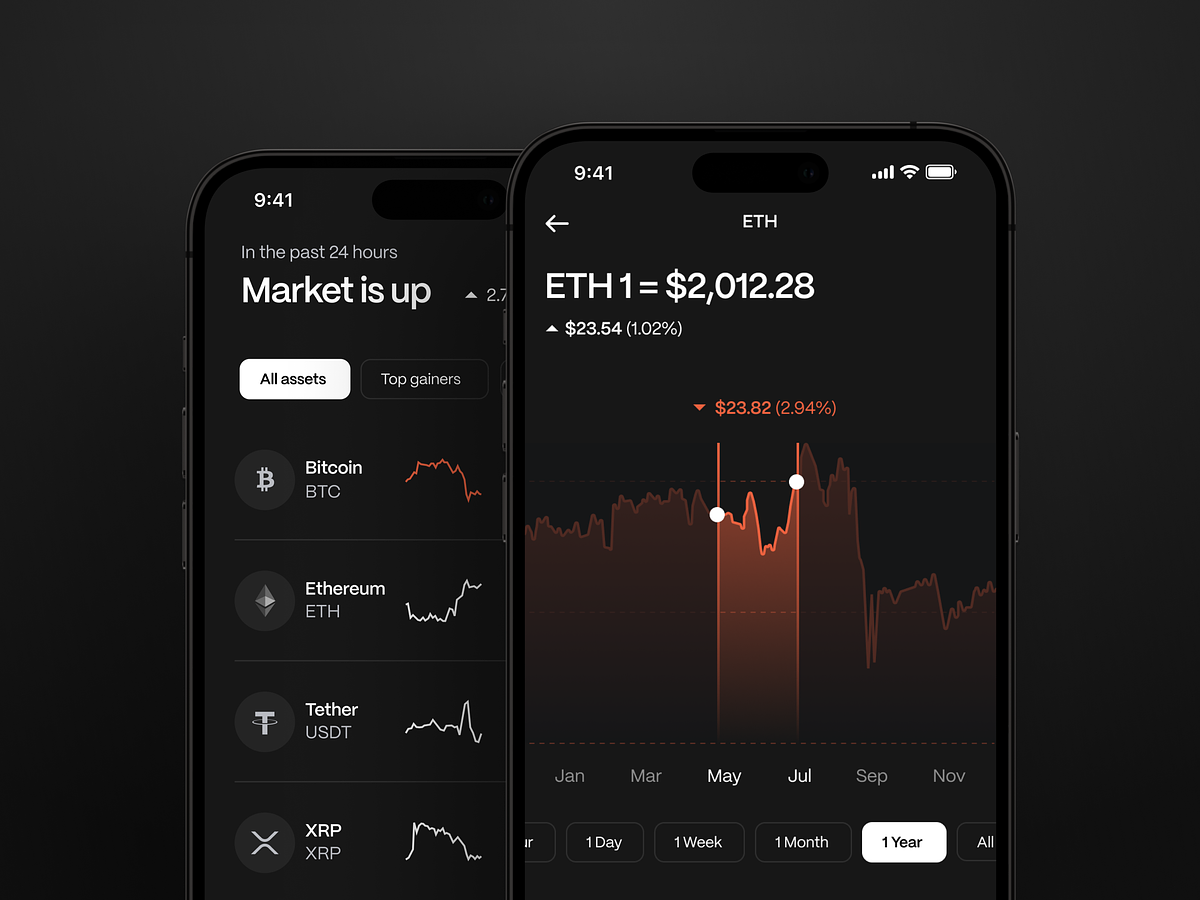 9:41
In the past 24 hours
Market is up
2.7
All assets
Top gainers
Bitcoin
BTC
Ethereum
ETH
Tether
USDT
XRP
XRP
9:41
ETH
ETH 1 = $2,012.28
$23.54 (1.02%)
$23.82 (2.94%)
Jan Mar May Jul Sep Nov
ur 1 Day 1 Week 1 Month 1 Year All